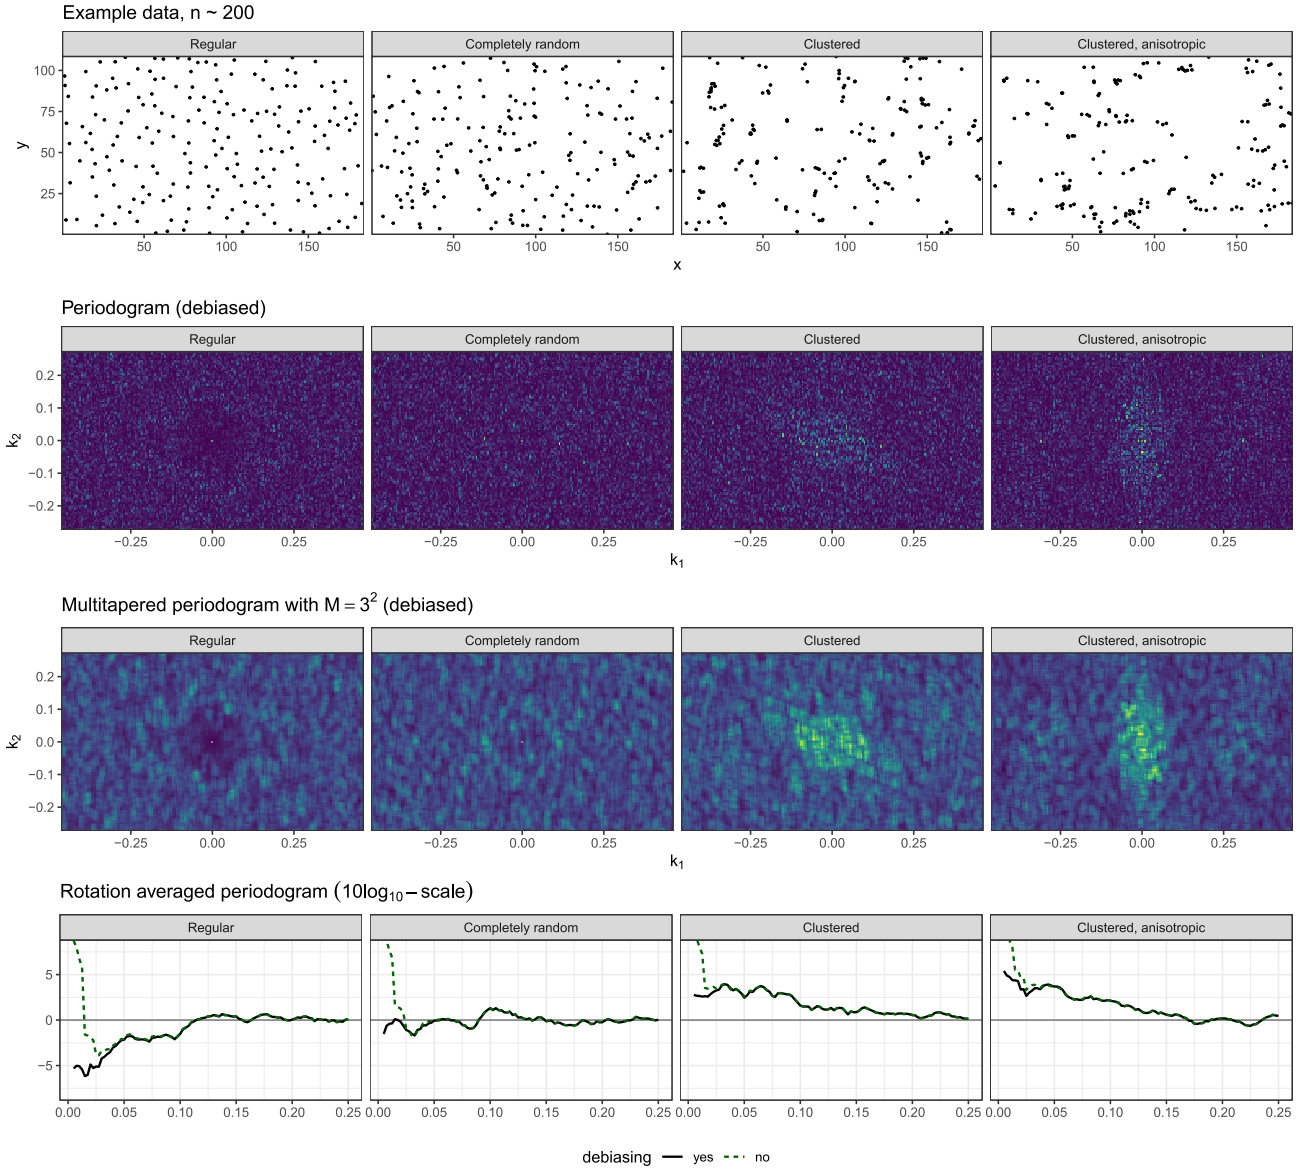 Example data, n ~ 200
Regular Completely random Clustered Clustered, anisotropic
100
75
50
25
y
50 100 150 50 100 150 50 100 150 50 100 150
x
Periodogram (debiased)
Regular Completely random Clustered Clustered, anisotropic
0.2
0.1
0.0
−0.1
−0.2
k₂
−0.25 0.00 0.25 −0.25 0.00 0.25 −0.25 0.00 0.25 −0.25 0.00 0.25
k₁
Multitapered periodogram with M = 3² (debiased)
Regular Completely random Clustered Clustered, anisotropic
0.2
0.1
0.0
−0.1
−0.2
k₂
−0.25 0.00 0.25 −0.25 0.00 0.25 −0.25 0.00 0.25 −0.25 0.00 0.25
k₁
Rotation averaged periodogram (10log₁₀−scale)
Regular Completely random Clustered Clustered, anisotropic
5
0
−5
0.00 0.05 0.10 0.15 0.20 0.25 0.00 0.05 0.10 0.15 0.20 0.25 0.00 0.05 0.10 0.15 0.20 0.25 0.00 0.05 0.10 0.15 0.20 0.25
debiasing yes no